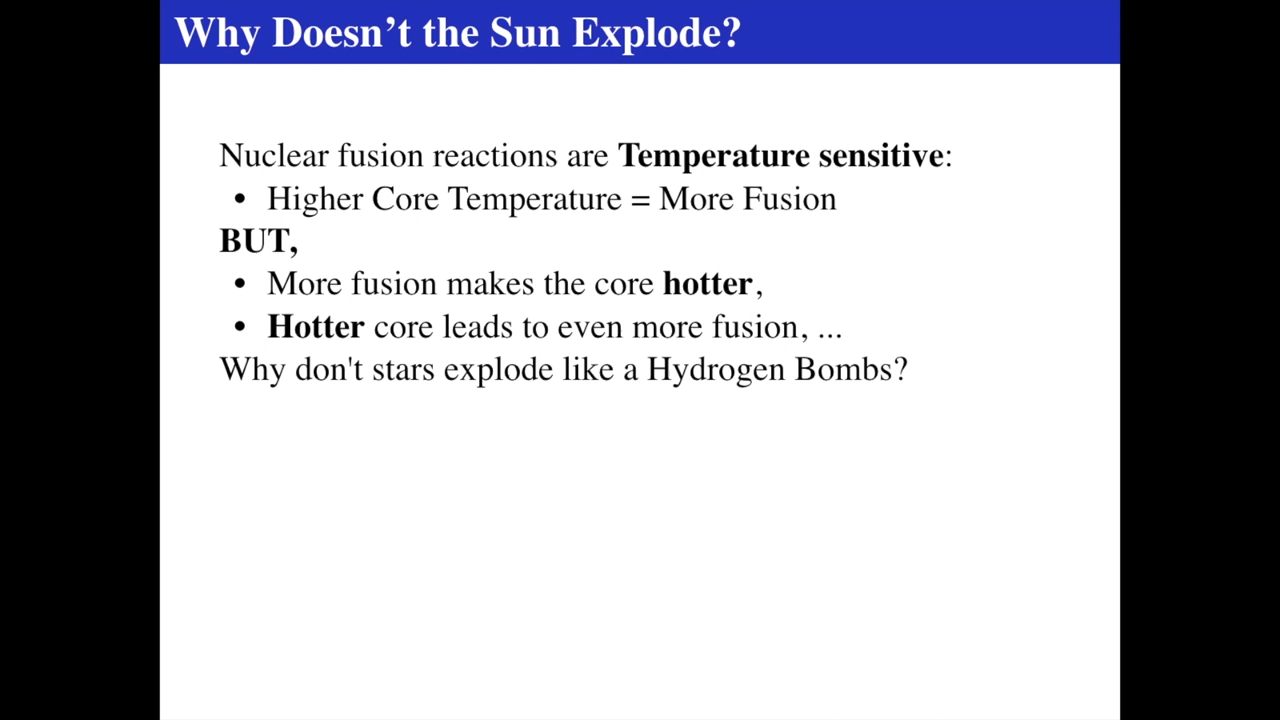 Why Doesn’t the Sun Explode?
Nuclear fusion reactions are Temperature sensitive:
• Higher Core Temperature = More Fusion
BUT,
• More fusion makes the core hotter,
• Hotter core leads to even more fusion, ...
Why don't stars explode like a Hydrogen Bombs?